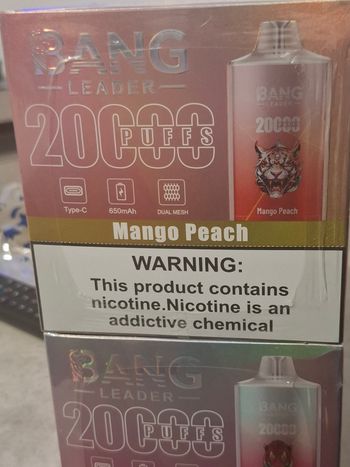 BANG
LEADER
20000
PUFFS
Type-C
650mAh
DUAL MESH
BANG
LEADER
20000
Mango Peach
Mango Peach
WARNING:
This product contains
nicotine.Nicotine is an
addictive chemical
BANG
LEADER
20000
PUFFS
BANG
LEADER
20000